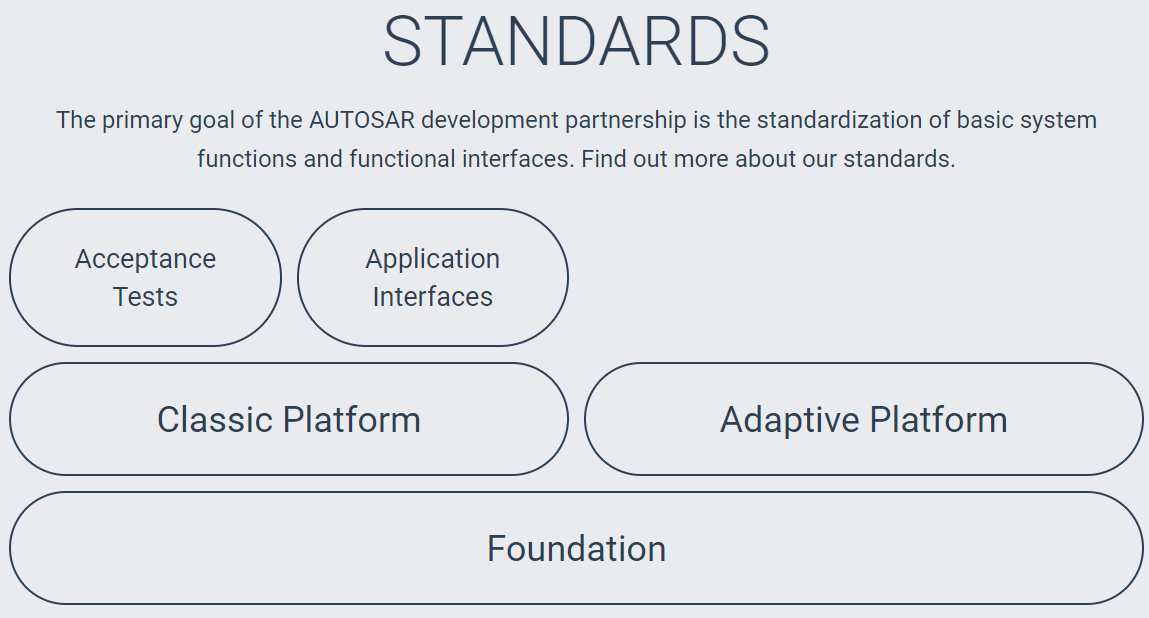 STANDARDS
The primary goal of the AUTOSAR development partnership is the standardization of basic system
functions and functional interfaces. Find out more about our standards.
Acceptance
Tests
Application
Interfaces
Classic Platform
Adaptive Platform
Foundation